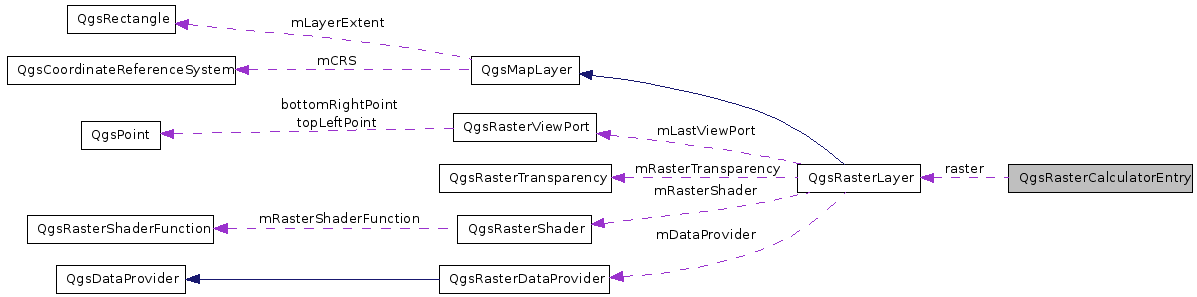 QgsRectangle
mLayerExtent
QgsCoordinateReferenceSystem
mCRS
QgsMapLayer
bottomRightPoint
topLeftPoint
QgsPoint
QgsRasterViewPort
mLastViewPort
QgsRasterTransparency
mRasterTransparency
QgsRasterLayer
raster
QgsRasterCalculatorEntry
mRasterShader
QgsRasterShaderFunction
mRasterShaderFunction
QgsRasterShader
mDataProvider
QgsDataProvider
QgsRasterDataProvider